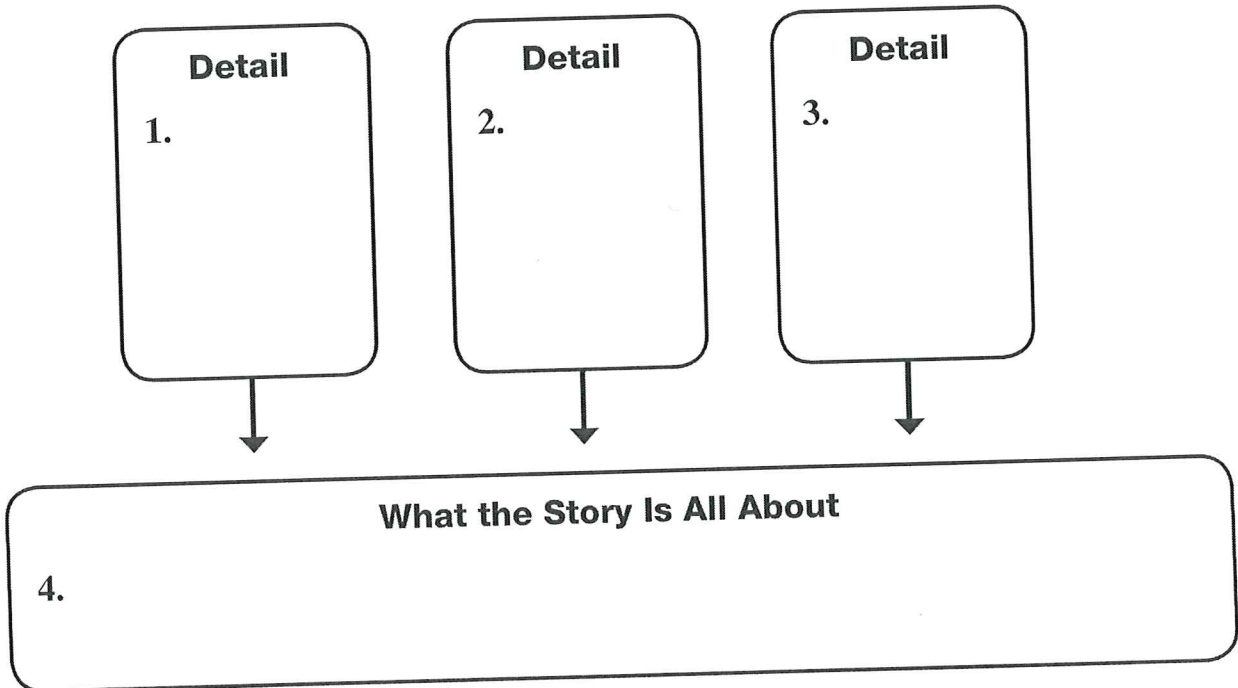 Detail
1.
Detail
2.
Detail
3.
What the Story Is All About
4.